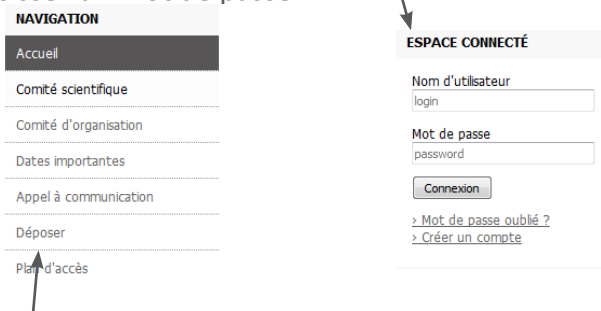 NAVIGATION
Accueil
Comité scientifique
Comité d'organisation
Dates importantes
Appel à communication
Déposer
Plan d'accès
ESPACE CONNECTÉ
Nom d'utilisateur
login
Mot de passe
password
Connexion
> Mot de passe oublié ?
> Créer un compte